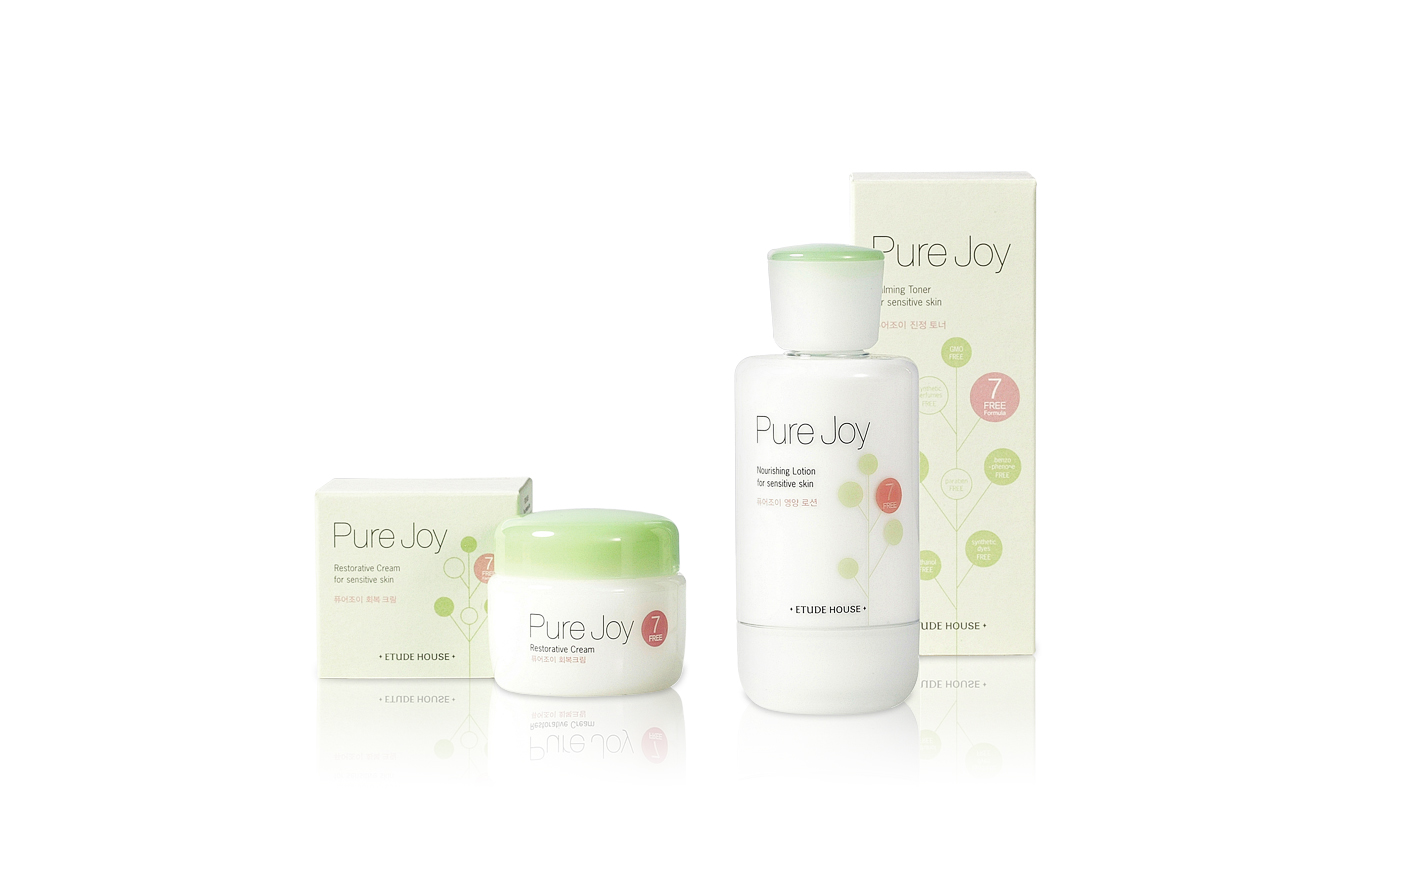 Pure Joy
Restorative Cream
for sensitive skin
퓨어조이 회복 크림
7
FREE
ETUDE HOUSE
Pure Joy
7
FREE
Restorative Cream
퓨어조이 회복크림
Pure Joy
Nourishing Lotion
for sensitive skin
퓨어조이 영양 로션
7
FREE
ETUDE HOUSE
Pure Joy
lming Toner
r sensitive skin
어조이 진정 토너
GMO
FREE
7
FREE
Formula
benzo
-phenone
FREE
FREE
synthetic
dyes
FREE
FREE
UDE HOUSE